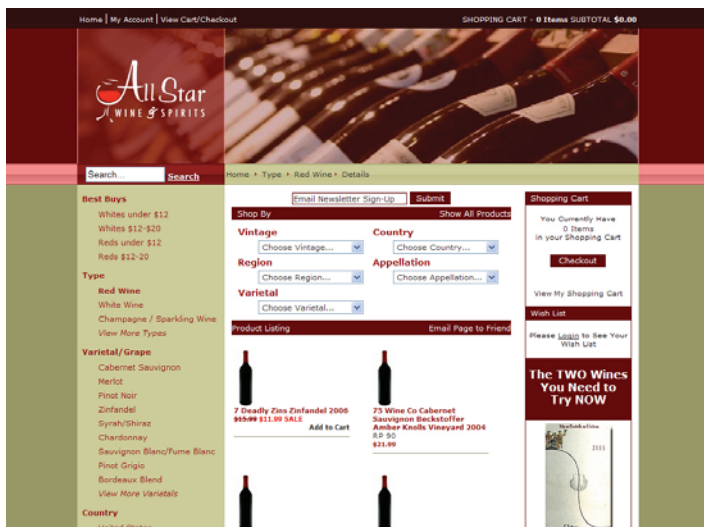 Home | My Account | View Cart/Checkout
SHOPPING CART - 0 Items SUBTOTAL $0.00
All Star
WINE & SPIRITS
Search...
Search
Home › Type › Red Wine › Details
Best Buys
Whites under $12
Whites $12-$20
Reds under $12
Reds $12-20
Type
Red Wine
White Wine
Champagne / Sparkling Wine
View More Types
Varietal/Grape
Cabernet Sauvignon
Merlot
Pinot Noir
Zinfandel
Syrah/Shiraz
Chardonnay
Sauvignon Blanc/Fume Blanc
Pinot Grigio
Bordeaux Blend
View More Varietals
Country
Email Newsletter Sign-Up
Submit
Shop By
Show All Products
Vintage
Choose Vintage...
Country
Choose Country...
Region
Choose Region...
Appellation
Choose Appellation...
Varietal
Choose Varietal...
Product Listing
Email Page to Friend
7 Deadly Zins Zinfandel 2006
$15.99 $11.99 SALE
Add to Cart
75 Wine Co Cabernet
Sauvignon Beckstoffer
Amber Knolls Vineyard 2004
RP 90
$21.99
Shopping Cart
You Currently Have
0 Items
in your Shopping Cart
Checkout
View My Shopping Cart
Wish List
Please Login to See Your
Wish List
The TWO Wines
You Need to
Try NOW
2005